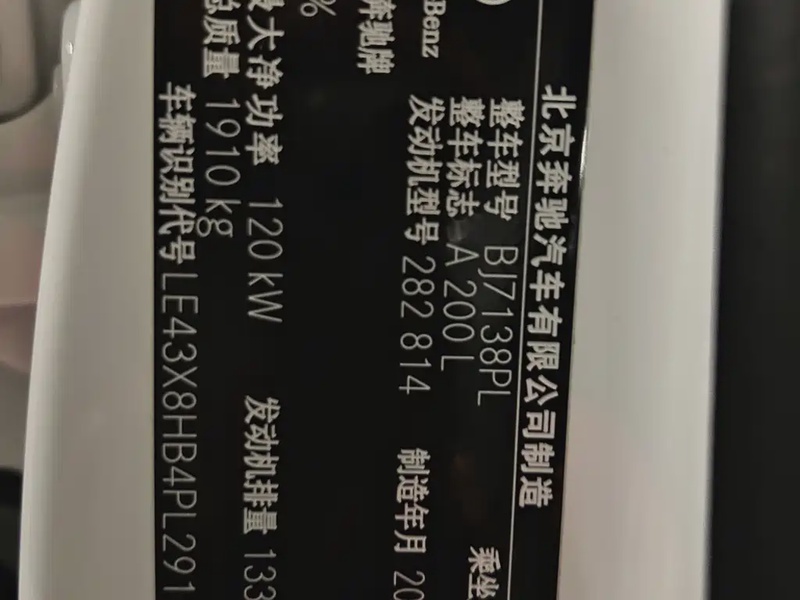 北京奔驰汽车有限公司制造
整车型号 BJ7138PL
整车标志 A 200 L
乘坐
Benz
发动机型号 282 814
制造年月 20
奔驰牌
%
最大净功率 120 kW
发动机排量 133
总质量 1910 kg
车辆识别代号 LE43X8HB4PL291